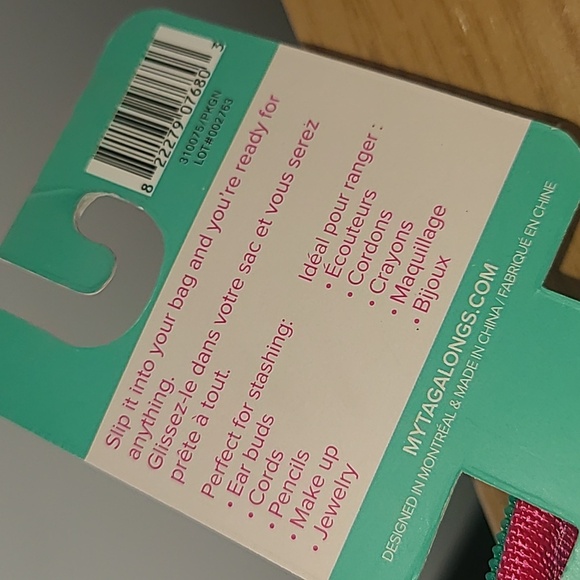 8 22279 07680 3
310075/PKGN
LOT#002763
Slip it into your bag and you're ready for
anything.
Glissez-le dans votre sac et vous serez
prête à tout.
Perfect for stashing:
• Ear buds
• Cords
• Pencils
• Make up
• Jewelry
Idéal pour ranger :
• Écouteurs
• Cordons
• Crayons
• Maquillage
• Bijoux
MYTAGALONGS.COM
DESIGNED IN MONTRÉAL & MADE IN CHINA / FABRIQUÉ EN CHINE